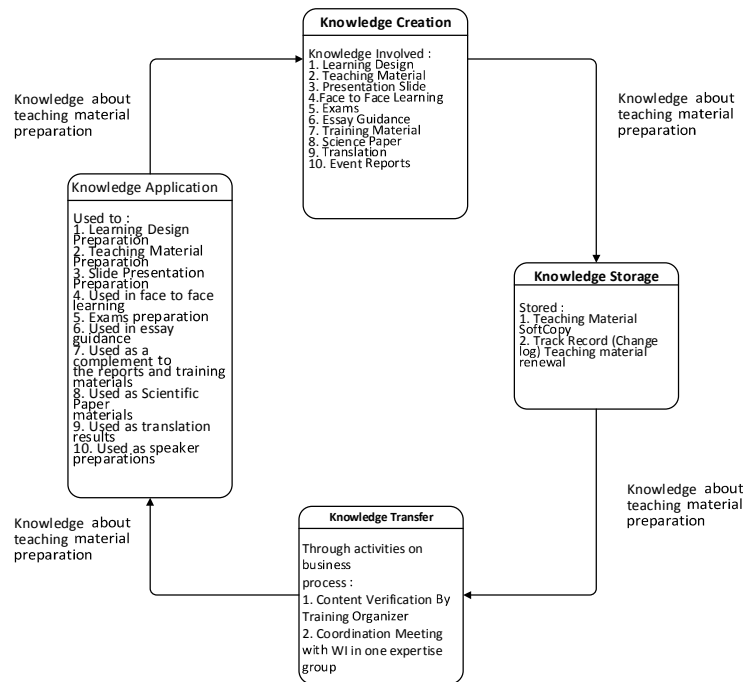 Knowledge Creation
Knowledge Involved :
1. Learning Design
2. Teaching Material
3. Presentation Slide
4.Face to Face Learning
5. Exams
6. Essay Guidance
7. Training Material
8. Science Paper
9. Translation
10. Event Reports
Knowledge about
teaching material
preparation
Knowledge about
teaching material
preparation
Knowledge Application
Used to :
1. Learning Design
Preparation
2. Teaching Material
Preparation
3. Slide Presentation
Preparation
4. Used in face to face
learning
5. Exams preparation
6. Used in essay
guidance
7. Used as a
complement to
the reports and training
materials
8. Used as Scientific
Paper
materials
9. Used as translation
results
10. Used as speaker
preparations
Knowledge Storage
Stored :
1. Teaching Material
SoftCopy
2. Track Record (Change
log) Teaching material
renewal
Knowledge about
teaching material
preparation
Knowledge Transfer
Through activities on
business
process :
1. Content Verification By
Training Organizer
2. Coordination Meeting
with WI in one expertise
group
Knowledge about
teaching material
preparation